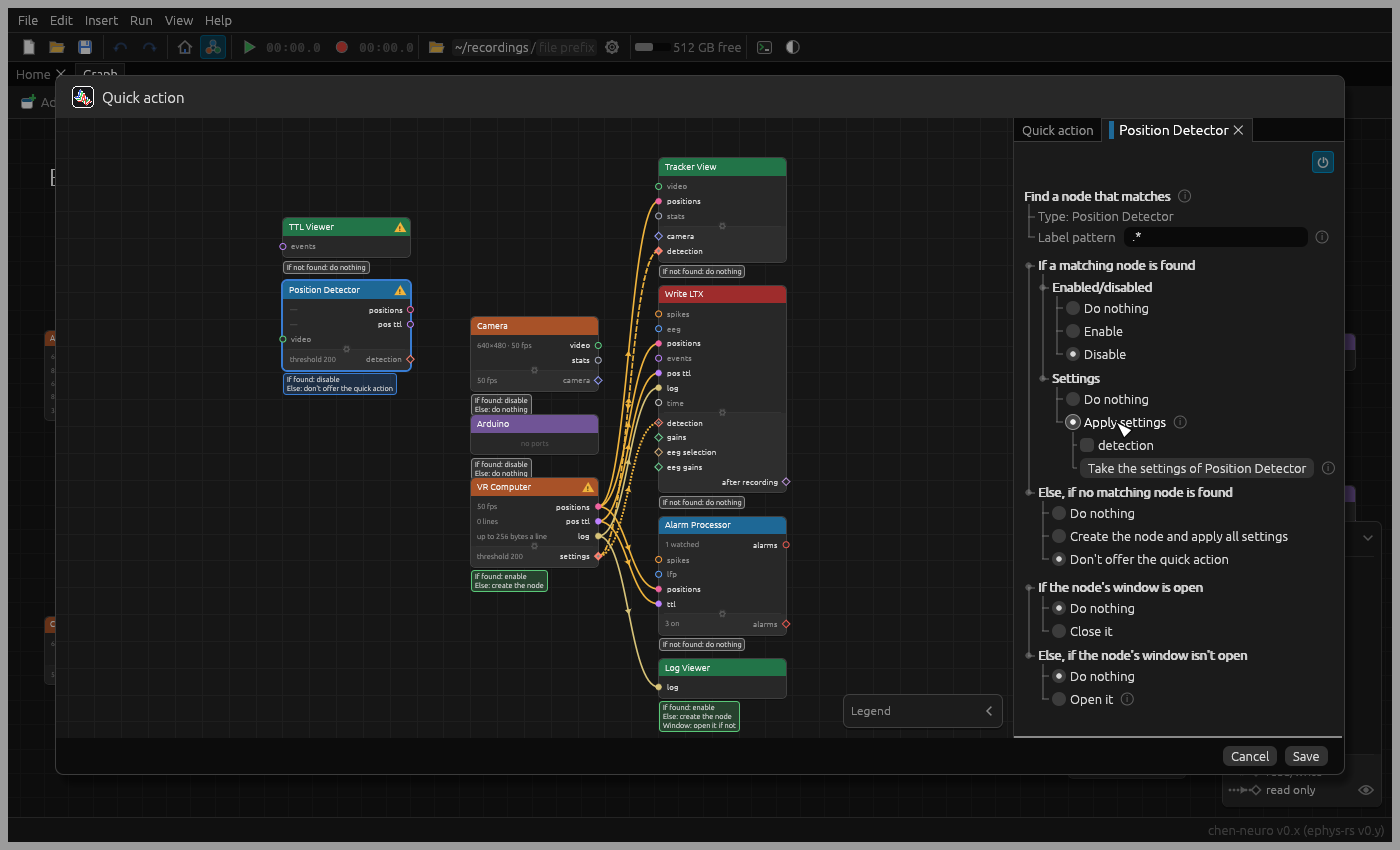 File Edit Insert Run View Help
00:00.0 00:00.0 ~/recordings / file prefix 512 GB free
Home Graph
Quick action
Quick action Position Detector
Find a node that matches
Type: Position Detector
Label pattern .*
If a matching node is found
Enabled/disabled
Do nothing
Enable
Disable
Settings
Do nothing
Apply settings
detection
Take the settings of Position Detector
Else, if no matching node is found
Do nothing
Create the node and apply all settings
Don't offer the quick action
If the node's window is open
Do nothing
Close it
Else, if the node's window isn't open
Do nothing
Open it
TTL Viewer
events
If not found: do nothing
Position Detector
— positions
— pos ttl
video
threshold 200 detection
If found: disable
Else: don't offer the quick action
Camera
640×480 · 50 fps video
stats
50 fps camera
If found: disable
Else: do nothing
Arduino
no ports
If found: disable
Else: do nothing
VR Computer
50 fps positions
0 lines pos ttl
up to 256 bytes a line log
threshold 200 settings
If found: enable
Else: create the node
Tracker View
video
positions
stats
camera
detection
If not found: do nothing
Write LTX
spikes
eeg
positions
events
pos ttl
log
time
detection
gains
eeg selection
eeg gains
after recording
If not found: do nothing
Alarm Processor
1 watched alarms
spikes
lfp
positions
ttl
3 on alarms
If not found: do nothing
Log Viewer
log
If found: enable
Else: create the node
Window: open it if not
Legend
Cancel Save
read only
chen-neuro v0.x (ephys-rs v0.y)